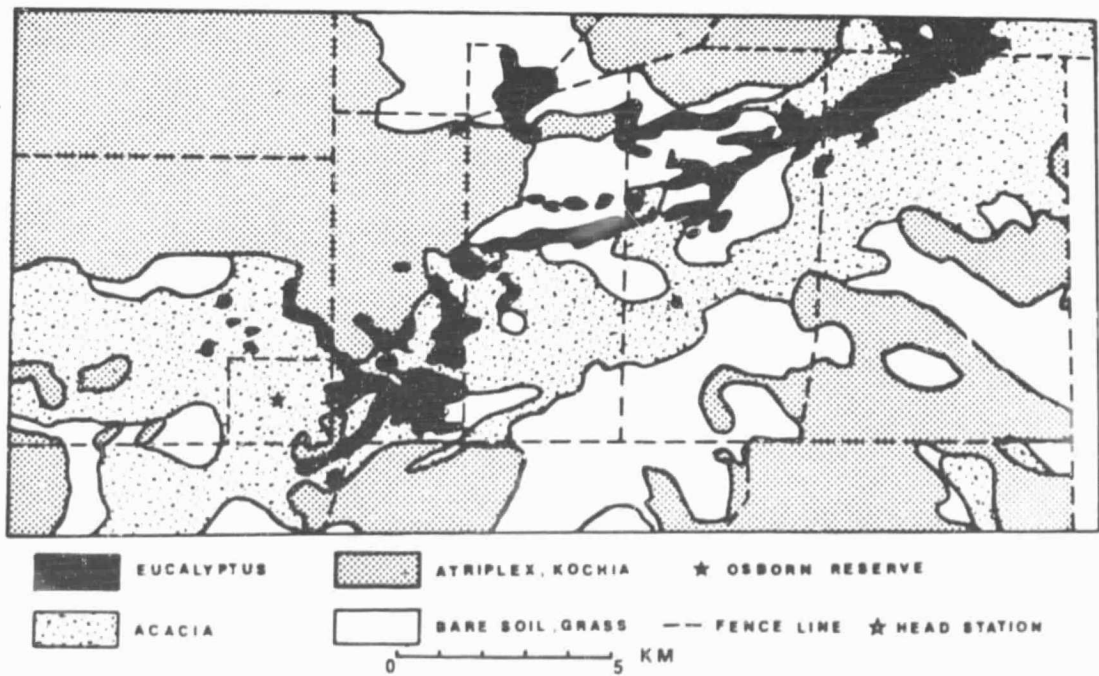 EUCALYPTUS ATRIPLEX, KOCHIA OSBORN RESERVE
ACACIA BARE SOIL, GRASS FENCE LINE HEAD STATION
0 5 KM